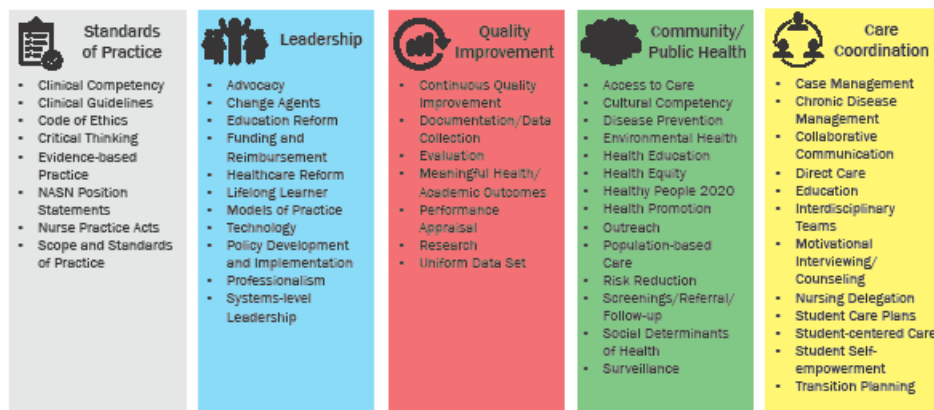 Standards
of Practice
▪ Clinical Competency
▪ Clinical Guidelines
▪ Code of Ethics
▪ Critical Thinking
▪ Evidence-based
Practice
▪ NASN Position
Statements
▪ Nurse Practice Acts
▪ Scope and Standards
of Practice
Leadership
▪ Advocacy
▪ Change Agents
▪ Education Reform
▪ Funding and
Reimbursement
▪ Healthcare Reform
▪ Lifelong Learner
▪ Models of Practice
▪ Technology
▪ Policy Development
and Implementation
▪ Professionalism
▪ Systems-level
Leadership
Quality
Improvement
▪ Continuous Quality
Improvement
▪ Documentation/Data
Collection
▪ Evaluation
▪ Meaningful Health/
Academic Outcomes
▪ Performance
Appraisal
▪ Research
▪ Uniform Data Set
Community/
Public Health
▪ Access to Care
▪ Cultural Competency
▪ Disease Prevention
▪ Environmental Health
▪ Health Education
▪ Health Equity
▪ Healthy People 2020
▪ Health Promotion
▪ Outreach
▪ Population-based
Care
▪ Risk Reduction
▪ Screenings/Referral/
Follow-up
▪ Social Determinants
of Health
▪ Surveillance
Care
Coordination
▪ Case Management
▪ Chronic Disease
Management
▪ Collaborative
Communication
▪ Direct Care
▪ Education
▪ Interdisciplinary
Teams
▪ Motivational
Interviewing/
Counseling
▪ Nursing Delegation
▪ Student Care Plans
▪ Student-centered Care
▪ Student Self-
empowerment
▪ Transition Planning